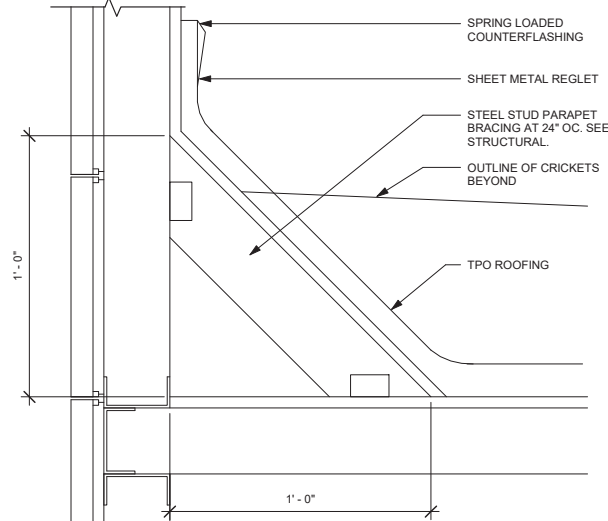 SPRING LOADED
COUNTERFLASHING
SHEET METAL REGLET
STEEL STUD PARAPET
BRACING AT 24" OC. SEE
STRUCTURAL.
OUTLINE OF CRICKETS
BEYOND
TPO ROOFING
1' - 0"
1' - 0"